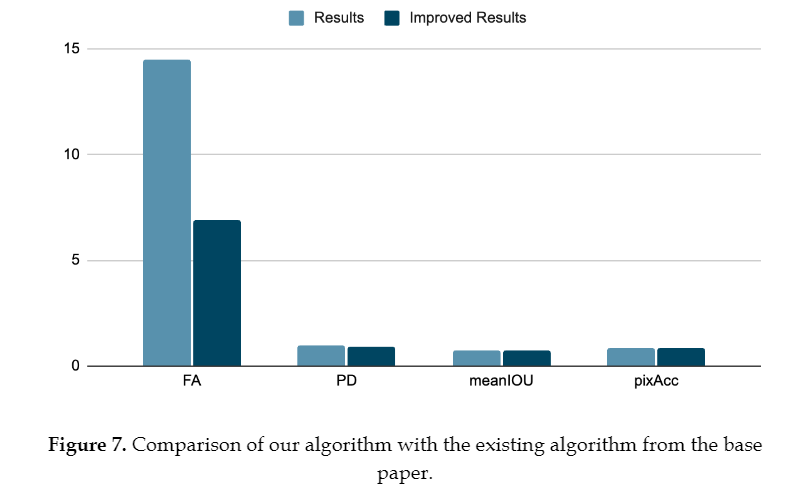 Results Improved Results
15
10
5
0
FA PD meanIOU pixAcc
Figure 7. Comparison of our algorithm with the existing algorithm from the base
paper.